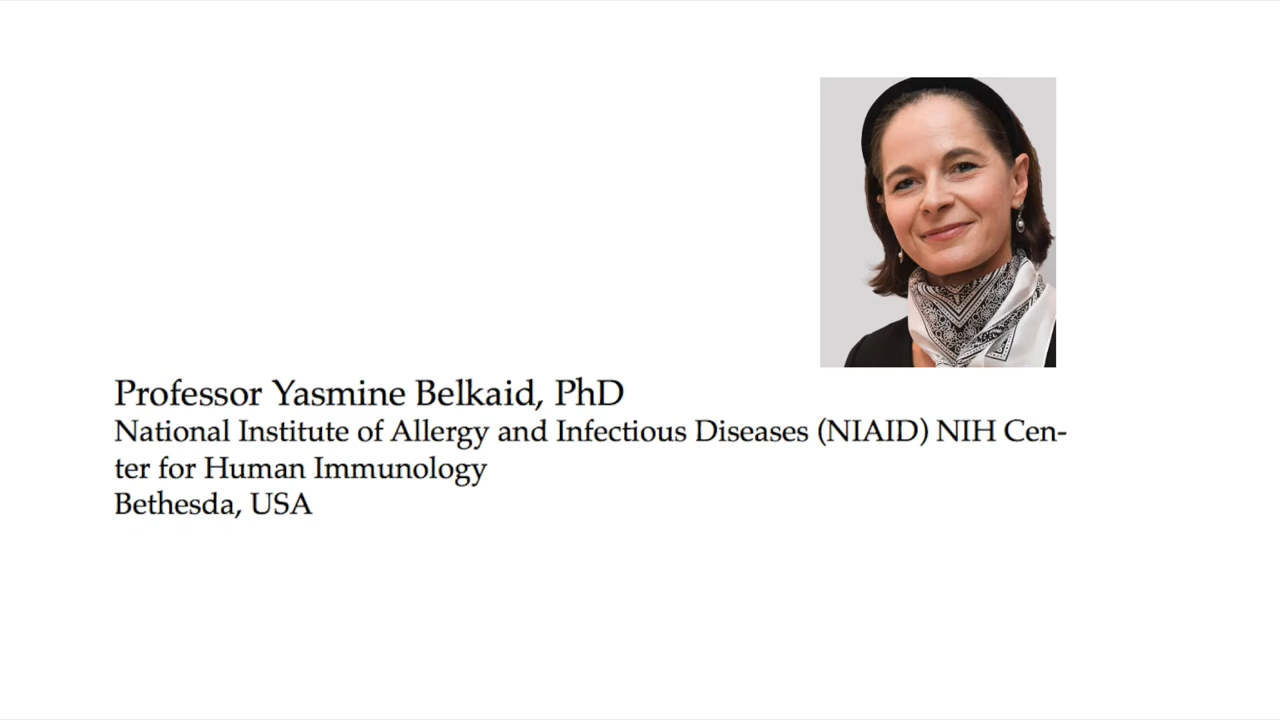 Professor Yasmine Belkaid, PhD
National Institute of Allergy and Infectious Diseases (NIAID) NIH Cen-
ter for Human Immunology
Bethesda, USA